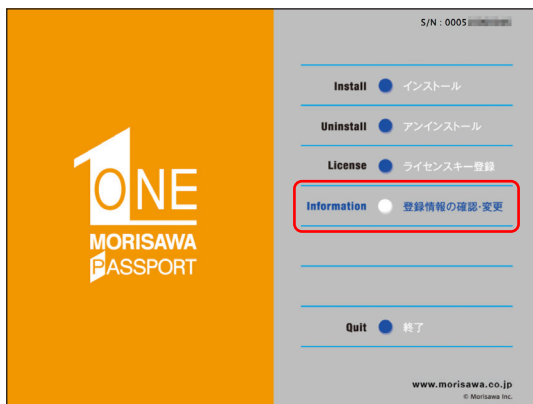 S/N : 0005
Install インストール
Uninstall アンインストール
License ライセンスキー登録
Information 登録情報の確認・変更
1 ONE
MORISAWA
PASSPORT
Quit 終了
www.morisawa.co.jp
© Morisawa Inc.